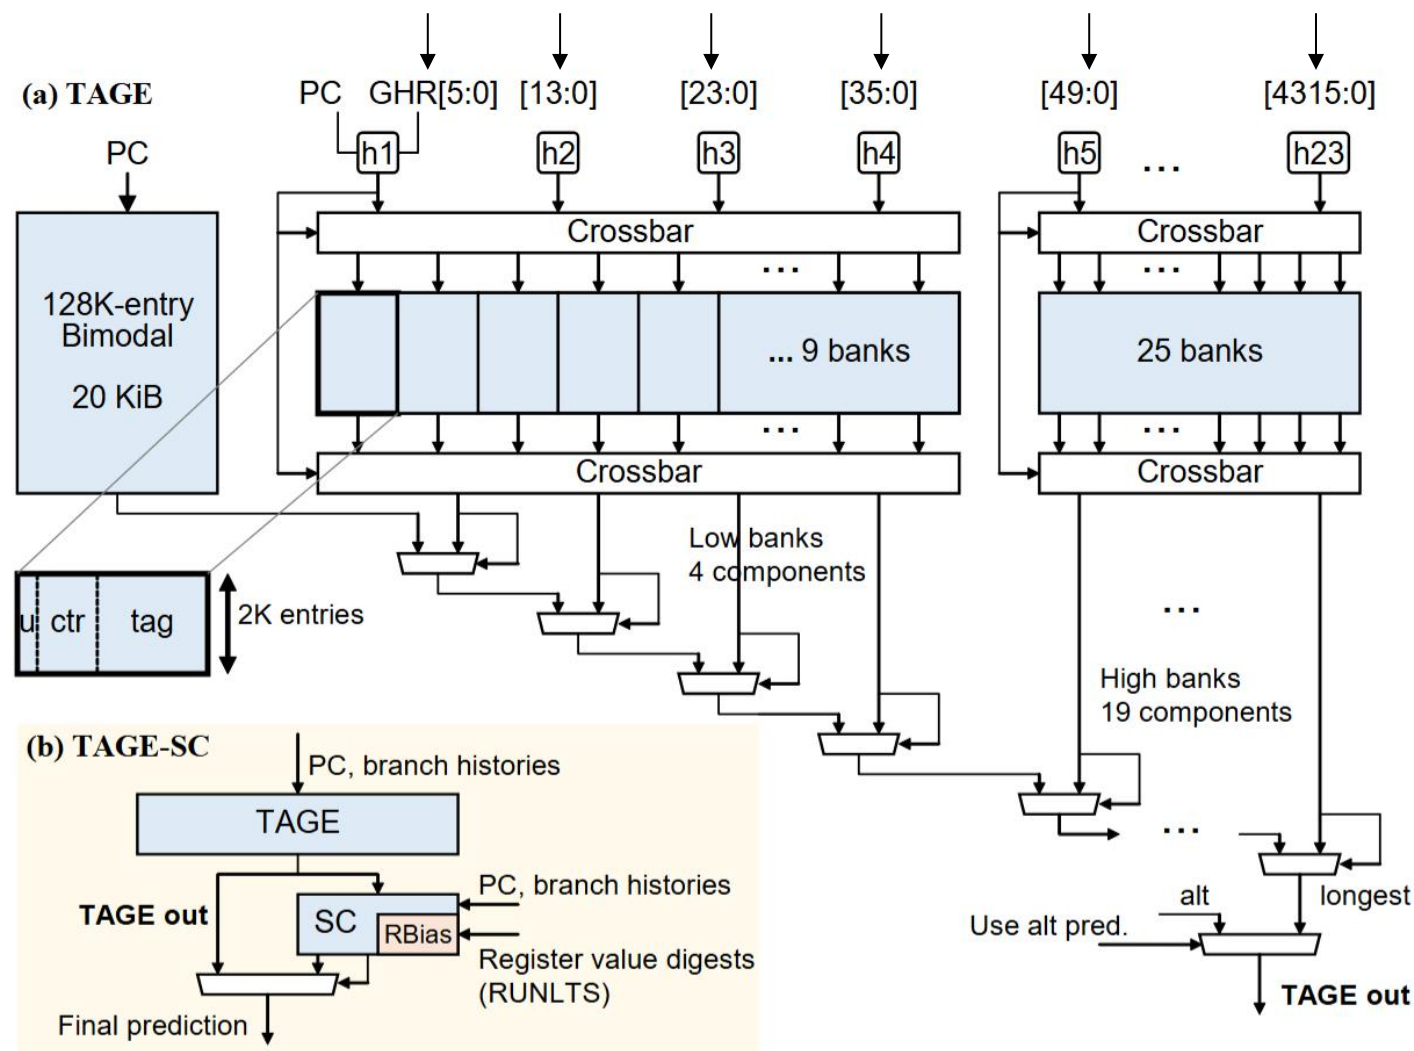 (a) TAGE
PC GHR[5:0] [13:0] [23:0] [35:0] [49:0] [4315:0]
PC
h1 h2 h3 h4 h5 ... h23
Crossbar
Crossbar
...
...
128K-entry
Bimodal
20 KiB
... 9 banks
25 banks
...
...
Crossbar
Crossbar
Low banks
4 components
u ctr tag
2K entries
...
High banks
19 components
(b) TAGE-SC
PC, branch histories
TAGE
...
PC, branch histories
TAGE out
SC
RBias
Register value digests
(RUNLTS)
Final prediction
alt
longest
Use alt pred.
TAGE out